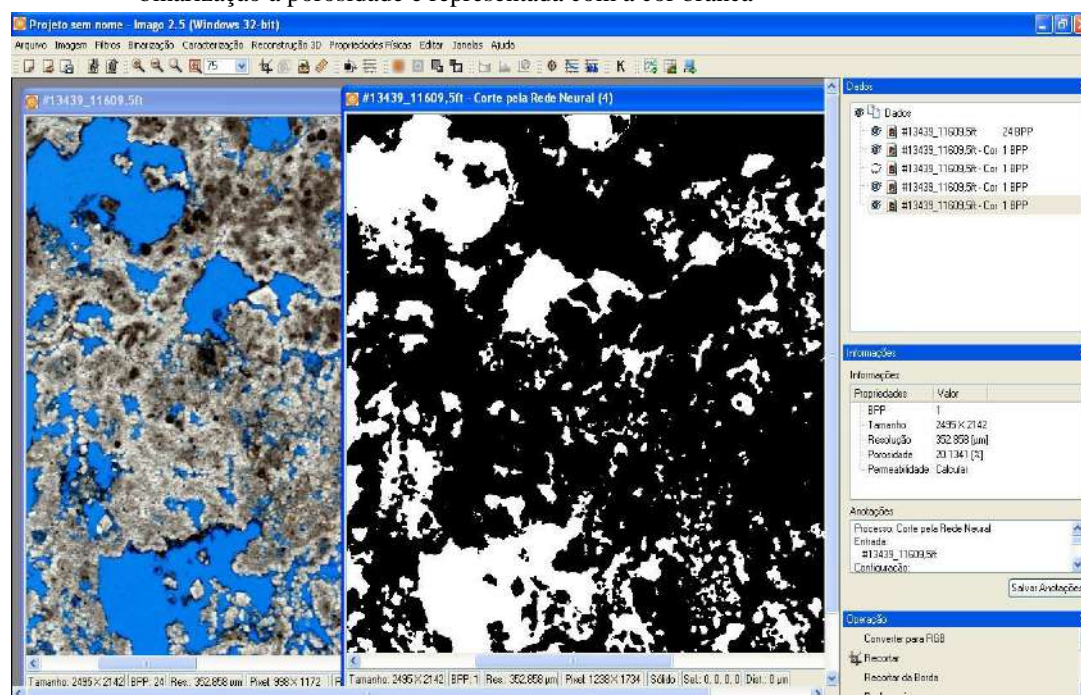 binarização a porosidade é representada com a cor branca
Projeto sem nome - Imago 2.5 (Windows 32-bit)
Arquivo Imagem Filtros Binarização Caracterização Reconstrução 3D Propriedades Físicas Editar Janelas Ajuda
75
K
#13439_11609.5ft
#13439_11609,5ft - Corte pela Rede Neural (4)
Dados
Dados
#13439_11609,5ft 24 BPP
#13439_11609,5ft - Cor 1 BPP
#13439_11609,5ft - Cor 1 BPP
#13439_11609,5ft - Cor 1 BPP
#13439_11609,5ft - Cor 1 BPP
Informações
Informações
Propriedades Valor
BPP 1
Tamanho 2495 X 2142
Resolução 352.858 [µm]
Porosidade 20.1341 [%]
Permeabilidade Calcular
Anotações
Processo: Corte pela Rede Neural
Entrada:
#13439_11609,5ft
Configuração:
Salvar Anotações
Operação
Converter para RGB
Recortar
Recortar da Borda
Tamanho: 2495 X 2142 BPP: 24 Res.: 352.858 µm Pixel: 998 X 1172
Tamanho: 2495 X 2142 BPP: 1 Res.: 352.858 µm Pixel: 1238 X 1734 Sólido Sel.: 0, 0, 0, 0 Dist.: 0 µm